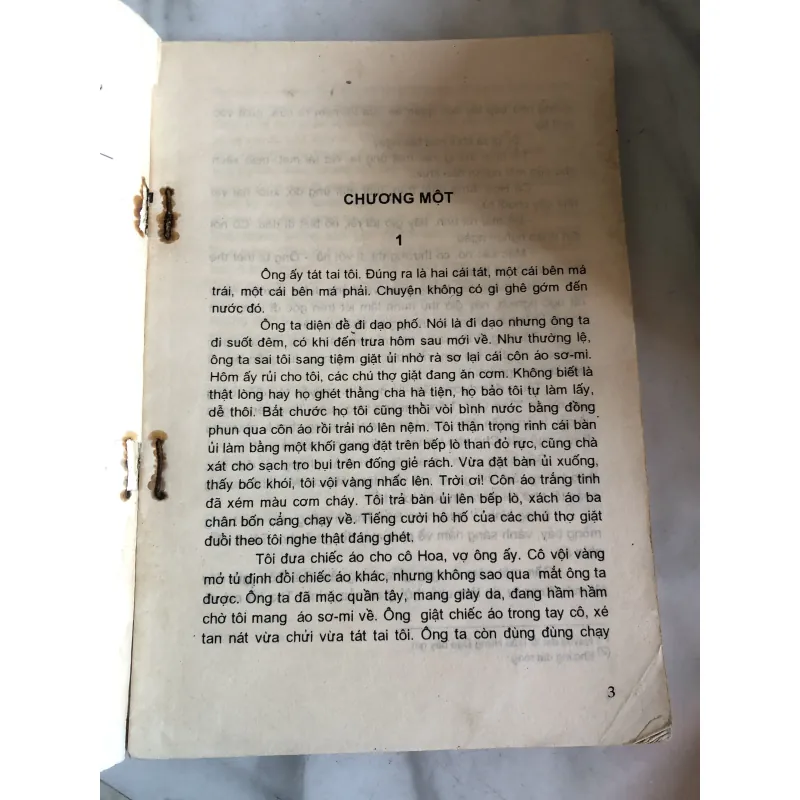 CHƯƠNG MỘT
1
Ông ấy tát tai tôi. Đúng ra là hai cái tát, một cái bên má
trái, một cái bên má phải. Chuyện không có gì ghê gớm đến
nước đó.
Ông ta diện để đi dạo phố. Nói là đi dạo nhưng ông ta
đi suốt đêm, có khi đến trưa hôm sau mới về. Như thường lệ,
ông ta sai tôi sang tiệm giặt ủi nhờ rà sơ lại cái côn áo sơ-mi.
Hôm ấy rủi cho tôi, các chú thợ giặt đang ăn cơm. Không biết là
thật lòng hay họ ghét thằng cha hà tiện, họ bảo tôi tự làm lấy,
dễ thôi. Bắt chước họ tôi cũng thổi vòi bình nước bằng đồng
phun qua côn áo rồi trải nó lên nệm. Tôi thận trọng rinh cái bàn
ủi làm bằng một khối gang đặt trên bếp lò than đỏ rực, cũng chà
xát cho sạch tro bụi trên đống giẻ rách. Vừa đặt bàn ủi xuống,
thấy bốc khói, tôi vội vàng nhấc lên. Trời ơi! Côn áo trắng tinh
đã xém màu cơm cháy. Tôi trả bàn ủi lên bếp lò, xách áo ba
chân bốn cẳng chạy về. Tiếng cười hô hố của các chú thợ giặt
đuổi theo tôi nghe thật đáng ghét.
Tôi đưa chiếc áo cho cô Hoa, vợ ông ấy. Cô vội vàng
mở tủ định đổi chiếc áo khác, nhưng không sao qua mắt ông ta
được. Ông ta đã mặc quần tây, mang giày da, đang hầm hầm
chờ tôi mang áo sơ-mi về. Ông giật chiếc áo trong tay cô, xé
tan nát vừa chửi vừa tát tai tôi. Ông ta còn đùng đùng chạy
3